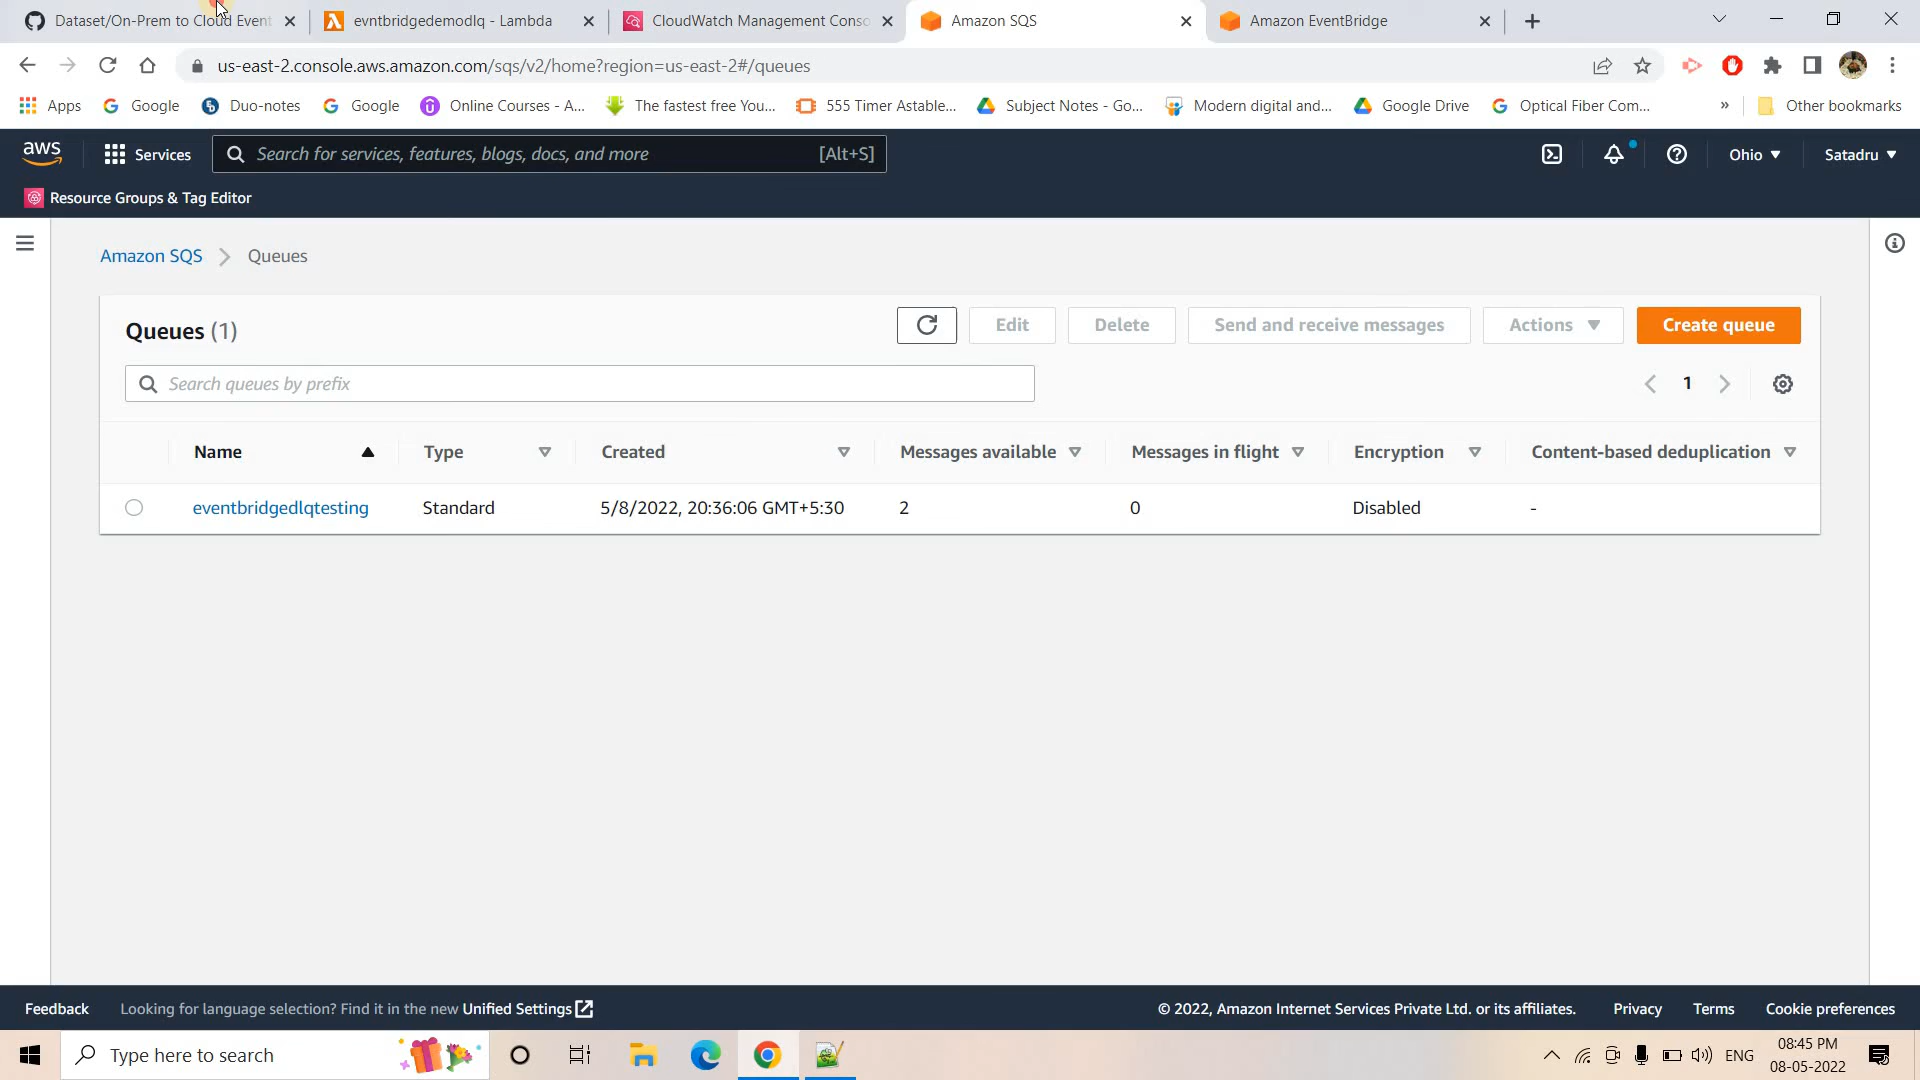 Dataset/On-Prem to Cloud Event
evntbridgedemodlq - Lambda
CloudWatch Management Conso
Amazon SQS
Amazon EventBridge
us-east-2.console.aws.amazon.com/sqs/v2/home?region=us-east-2#/queues
Apps
Google
Duo-notes
Google
Online Courses - A...
The fastest free You...
555 Timer Astable...
Subject Notes - Go...
Modern digital and...
Google Drive
Optical Fiber Com...
»
Other bookmarks
aws
Services
Search for services, features, blogs, docs, and more
[Alt+S]
Ohio
Satadru
Resource Groups & Tag Editor
Amazon SQS
Queues
Queues (1)
Edit
Delete
Send and receive messages
Actions
Create queue
Search queues by prefix
1
Name
Type
Created
Messages available
Messages in flight
Encryption
Content-based deduplication
eventbridgedlqtesting
Standard
5/8/2022, 20:36:06 GMT+5:30
2
0
Disabled
-
Feedback
Looking for language selection? Find it in the new Unified Settings
© 2022, Amazon Internet Services Private Ltd. or its affiliates.
Privacy
Terms
Cookie preferences
Type here to search
ENG
08:45 PM
08-05-2022